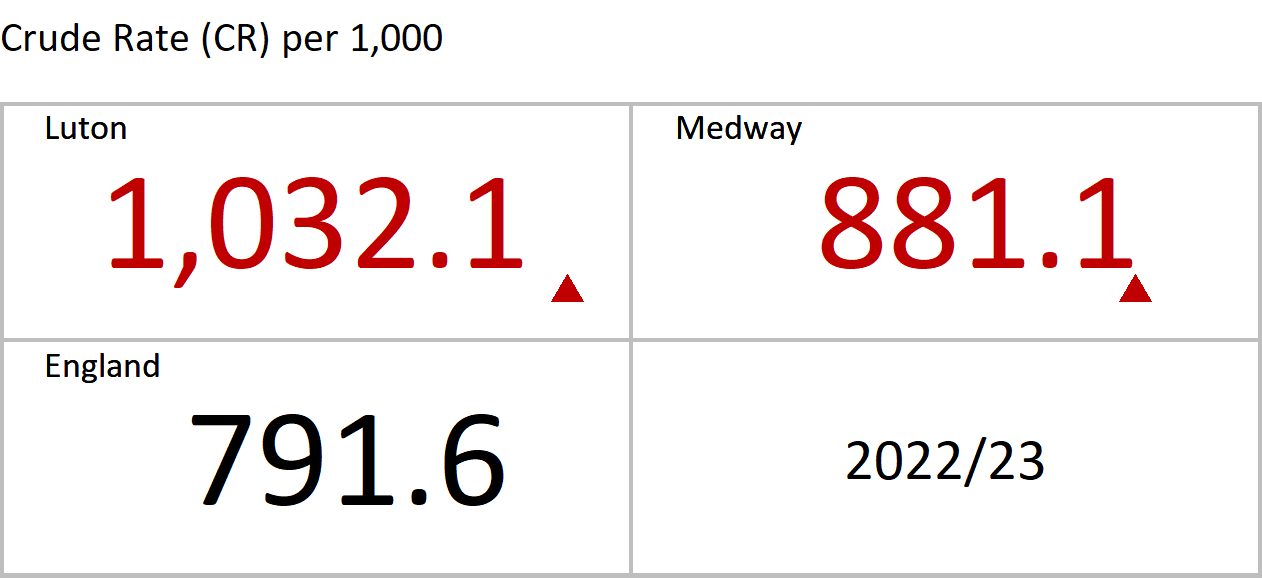 Crude Rate (CR) per 1,000
Luton
1,032.1
Medway
881.1
England
791.6
2022/23